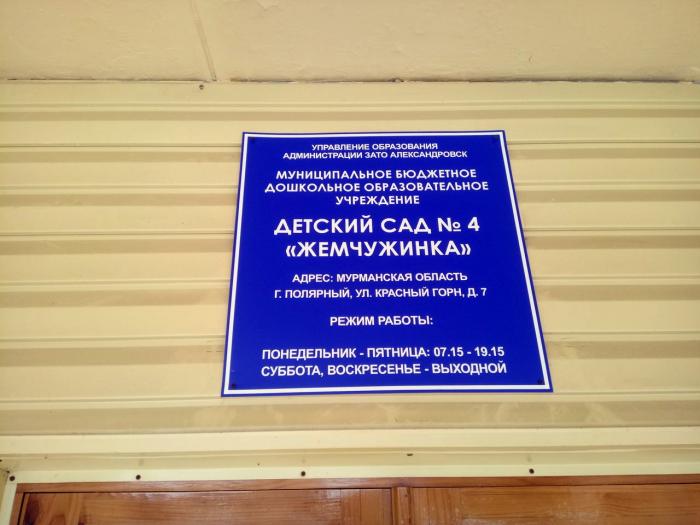 УПРАВЛЕНИЕ ОБРАЗОВАНИЯ
АДМИНИСТРАЦИИ ЗАТО АЛЕКСАНДРОВСК
МУНИЦИПАЛЬНОЕ БЮДЖЕТНОЕ
ДОШКОЛЬНОЕ ОБРАЗОВАТЕЛЬНОЕ
УЧРЕЖДЕНИЕ
ДЕТСКИЙ САД № 4
«ЖЕМЧУЖИНКА»
АДРЕС: МУРМАНСКАЯ ОБЛАСТЬ
Г. ПОЛЯРНЫЙ, УЛ. КРАСНЫЙ ГОРН, Д. 7
РЕЖИМ РАБОТЫ:
ПОНЕДЕЛЬНИК - ПЯТНИЦА: 07.15 - 19.15
СУББОТА, ВОСКРЕСЕНЬЕ - ВЫХОДНОЙ